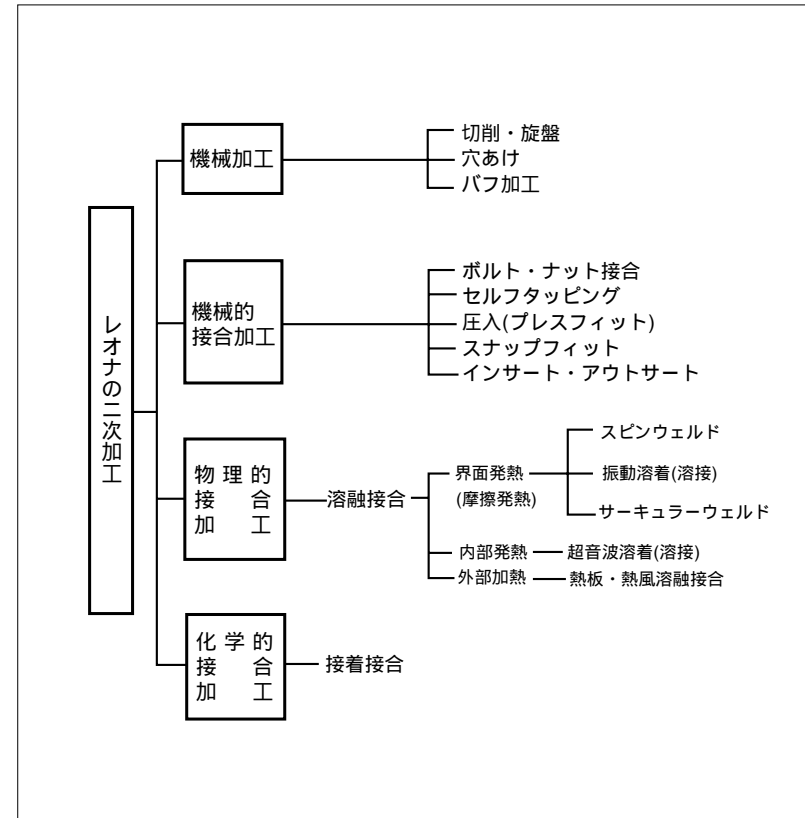 レオナの二次加工
機械加工
切削・旋盤
穴あけ
バフ加工
機械的
接合加工
ボルト・ナット接合
セルフタッピング
圧入(プレスフィット)
スナップフィット
インサート・アウトサート
物理的
接合
加工
溶融接合
界面発熱
(摩擦発熱)
スピンウェルド
振動溶着(溶接)
サーキュラーウェルド
内部発熱
超音波溶着(溶接)
外部加熱
熱板・熱風溶融接合
化学的
接合
加工
接着接合